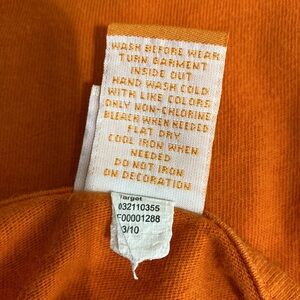 WASH BEFORE WEAR
TURN GARMENT
INSIDE OUT
HAND WASH COLD
WITH LIKE COLORS
ONLY NON-CHLORINE
BLEACH WHEN NEEDED
FLAT DRY
COOL IRON WHEN
NEEDED
DO NOT IRON
ON DECORATION
Target
032110355
F00001288
3/10